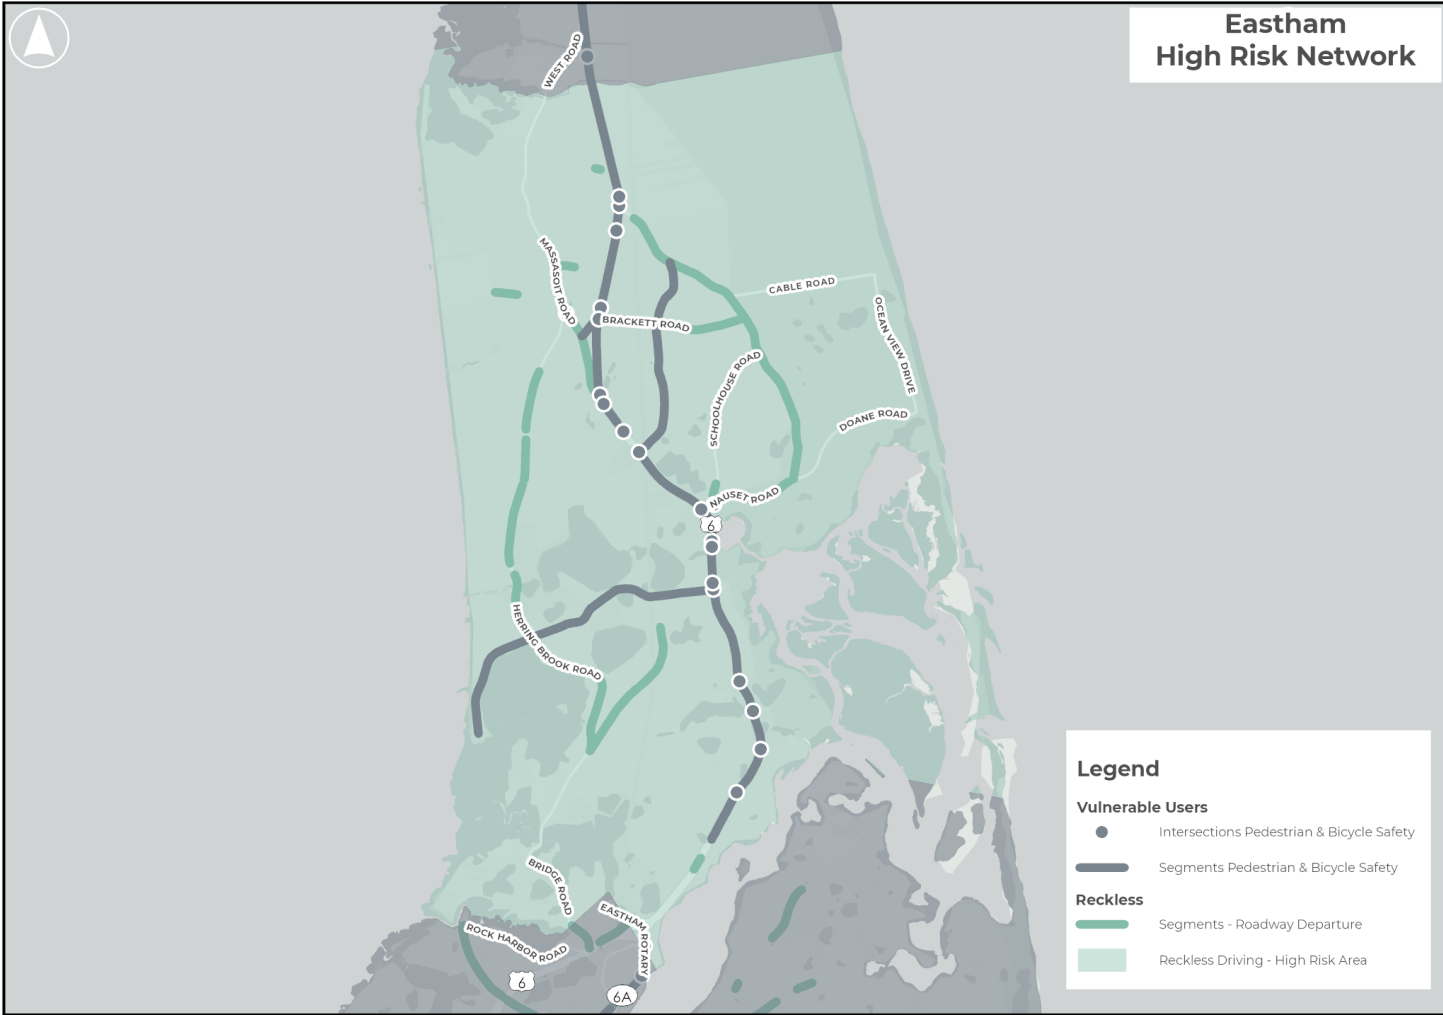 Eastham
High Risk Network
WEST ROAD
MASSASOIT ROAD
CABLE ROAD
OCEAN VIEW DRIVE
BRACKETT ROAD
SCHOOLHOUSE ROAD
DOANE ROAD
NAUSET ROAD
6
HERRING BROOK ROAD
BRIDGE ROAD
EASTHAM ROTARY
ROCK HARBOR ROAD
6
6A
Legend
Vulnerable Users
Intersections Pedestrian & Bicycle Safety
Segments Pedestrian & Bicycle Safety
Reckless
Segments - Roadway Departure
Reckless Driving - High Risk Area